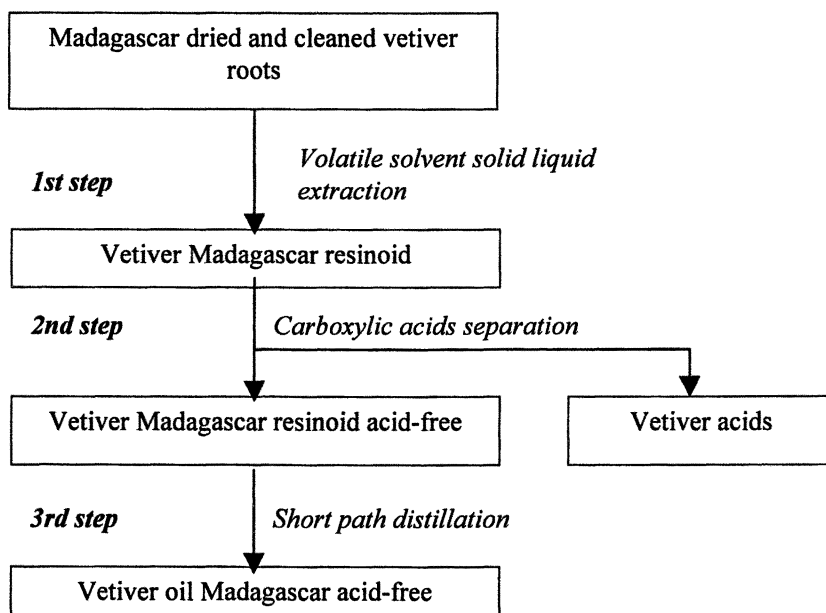 Madagascar dried and cleaned vetiver
roots
Volatile solvent solid liquid
extraction
1st step
Vetiver Madagascar resinoid
2nd step
Carboxylic acids separation
Vetiver Madagascar resinoid acid-free
Vetiver acids
3rd step
Short path distillation
Vetiver oil Madagascar acid-free